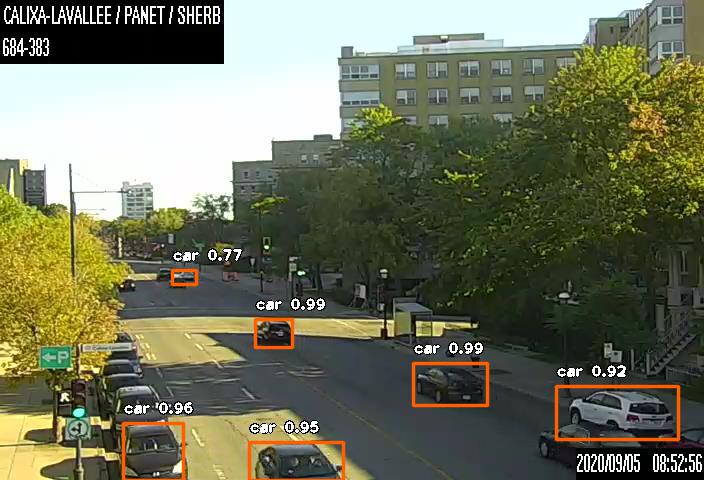 CALIXA-LAVALLEE / PANET / SHERB
684-383
car 0.77
car 0.99
car 0.99
car 0.92
car 0.96
car 0.95
P
2020/09/05 08:52:56